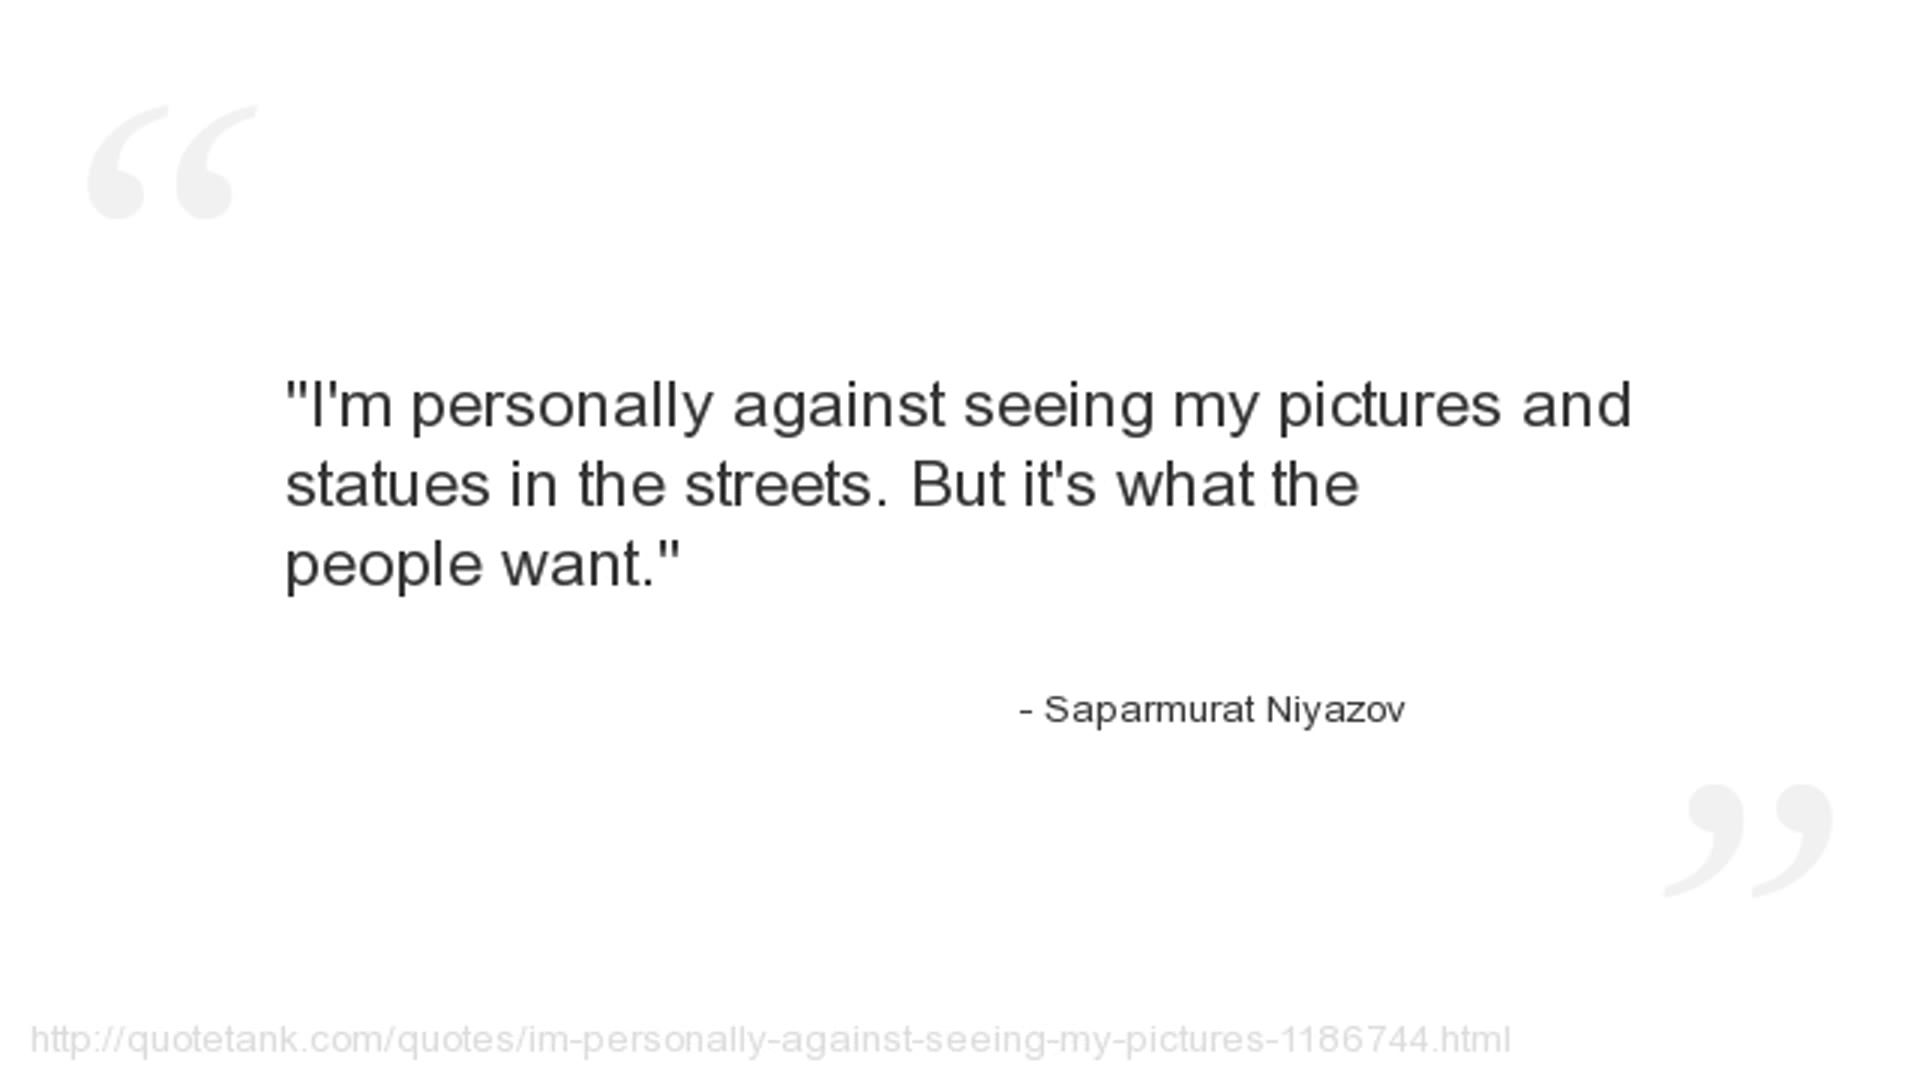 "I'm personally against seeing my pictures and
statues in the streets. But it's what the
people want."
- Saparmurat Niyazov
http://quotetank.com/quotes/im-personally-against-seeing-my-pictures-1186744.html